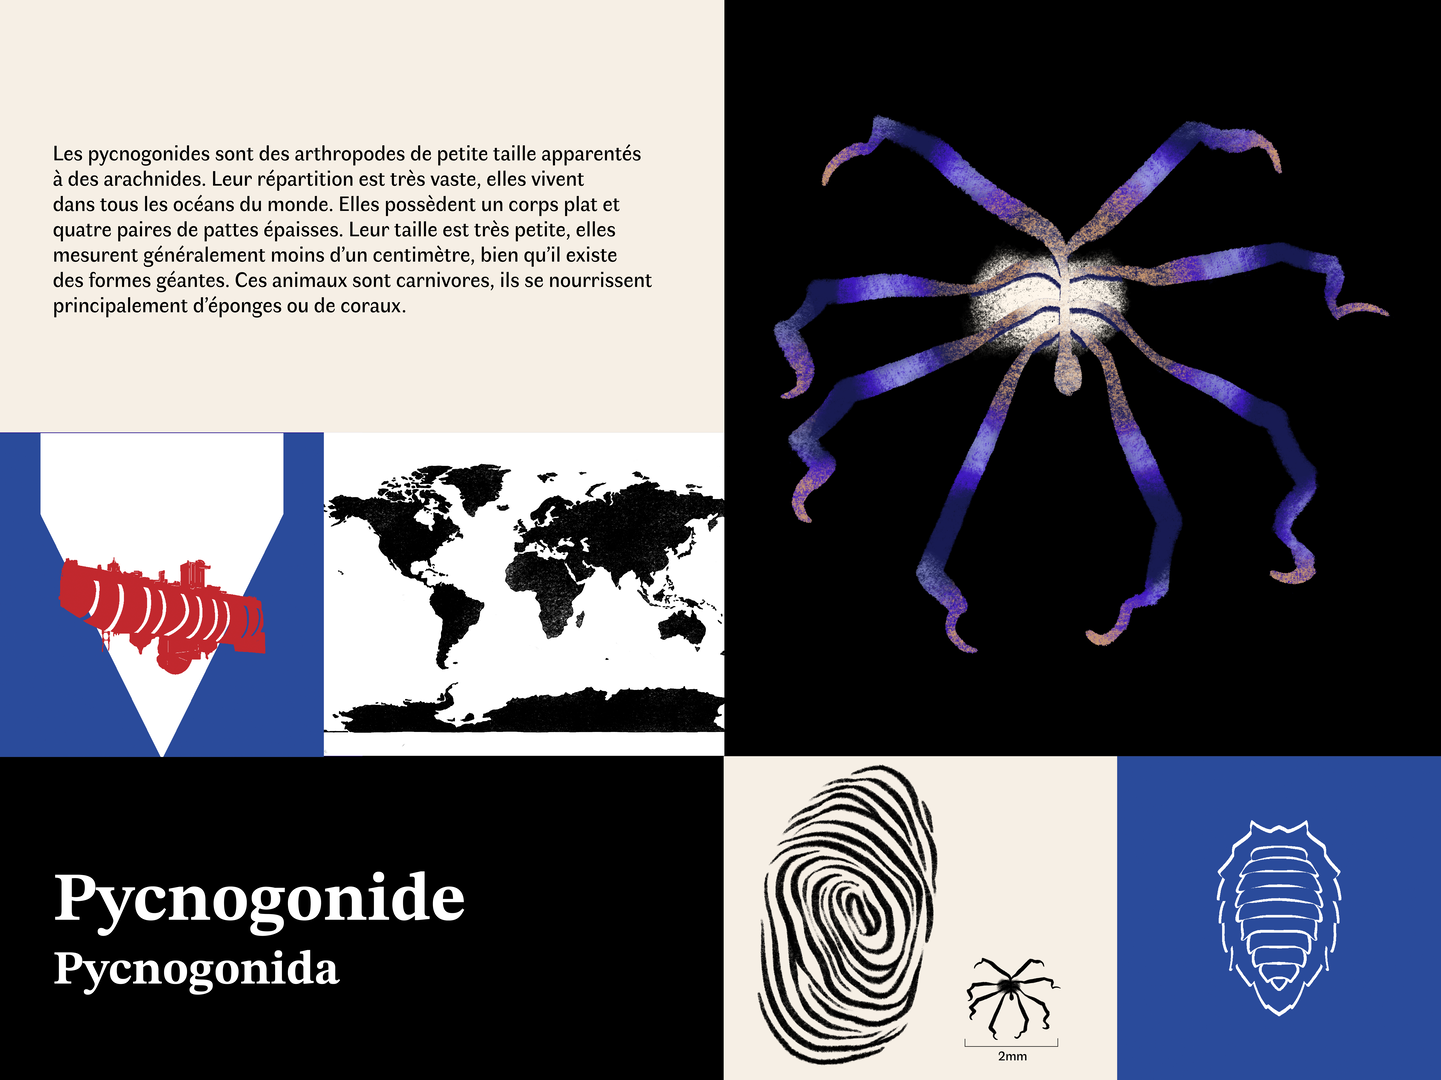 Les pycnogonides sont des arthropodes de petite taille apparentés
à des arachnides. Leur répartition est très vaste, elles vivent
dans tous les océans du monde. Elles possèdent un corps plat et
quatre paires de pattes épaisses. Leur taille est très petite, elles
mesurent généralement moins d’un centimètre, bien qu’il existe
des formes géantes. Ces animaux sont carnivores, ils se nourrissent
principalement d’éponges ou de coraux.
Pycnogonide
Pycnogonida
2mm